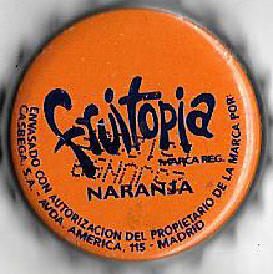 fruitopia
MARCA REG.
NARANJA
ENVASADO CON AUTORIZACION DEL PROPIETARIO DE LA MARCA POR:
CASBEGA, S.A. - AVDA. AMERICA, 115 - MADRID